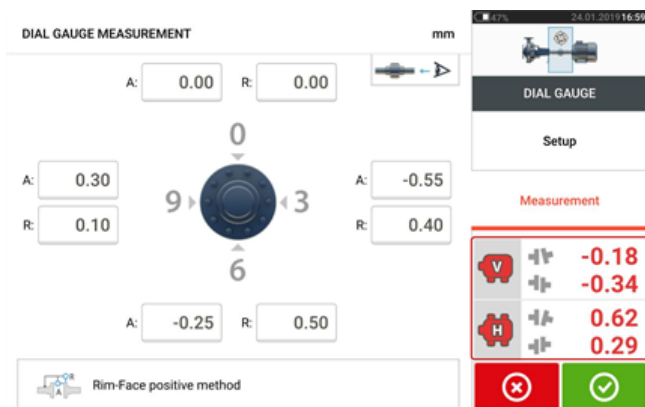 DIAL GAUGE MEASUREMENT mm
A: 0.00 R: 0.00
0
A: 0.30
R: 0.10
9
3
A: -0.55
R: 0.40
6
A: -0.25 R: 0.50
A R
Rim-Face positive method
47% 24.01.2019 16:59
DIAL GAUGE
Setup
Measurement
V -0.18
-0.34
H 0.62
0.29